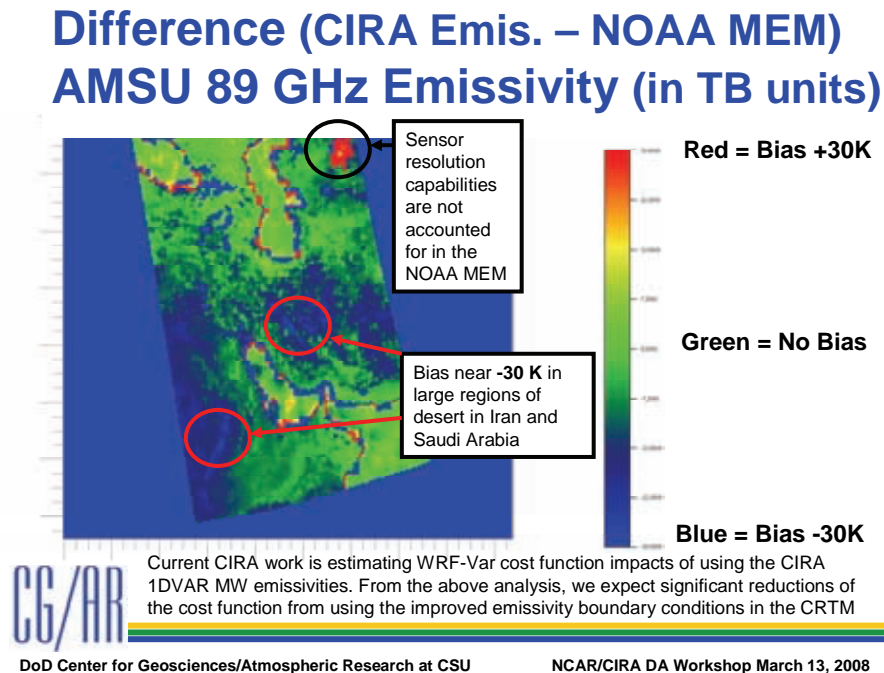 Difference (CIRA Emis. – NOAA MEM)
AMSU 89 GHz Emissivity (in TB units)
Sensor
resolution
capabilities
are not
accounted
for in the
NOAA MEM
Red = Bias +30K
Green = No Bias
Bias near -30 K in
large regions of
desert in Iran and
Saudi Arabia
Blue = Bias -30K
CG/AR
Current CIRA work is estimating WRF-Var cost function impacts of using the CIRA
1DVAR MW emissivities. From the above analysis, we expect significant reductions of
the cost function from using the improved emissivity boundary conditions in the CRTM
DoD Center for Geosciences/Atmospheric Research at CSU
NCAR/CIRA DA Workshop March 13, 2008